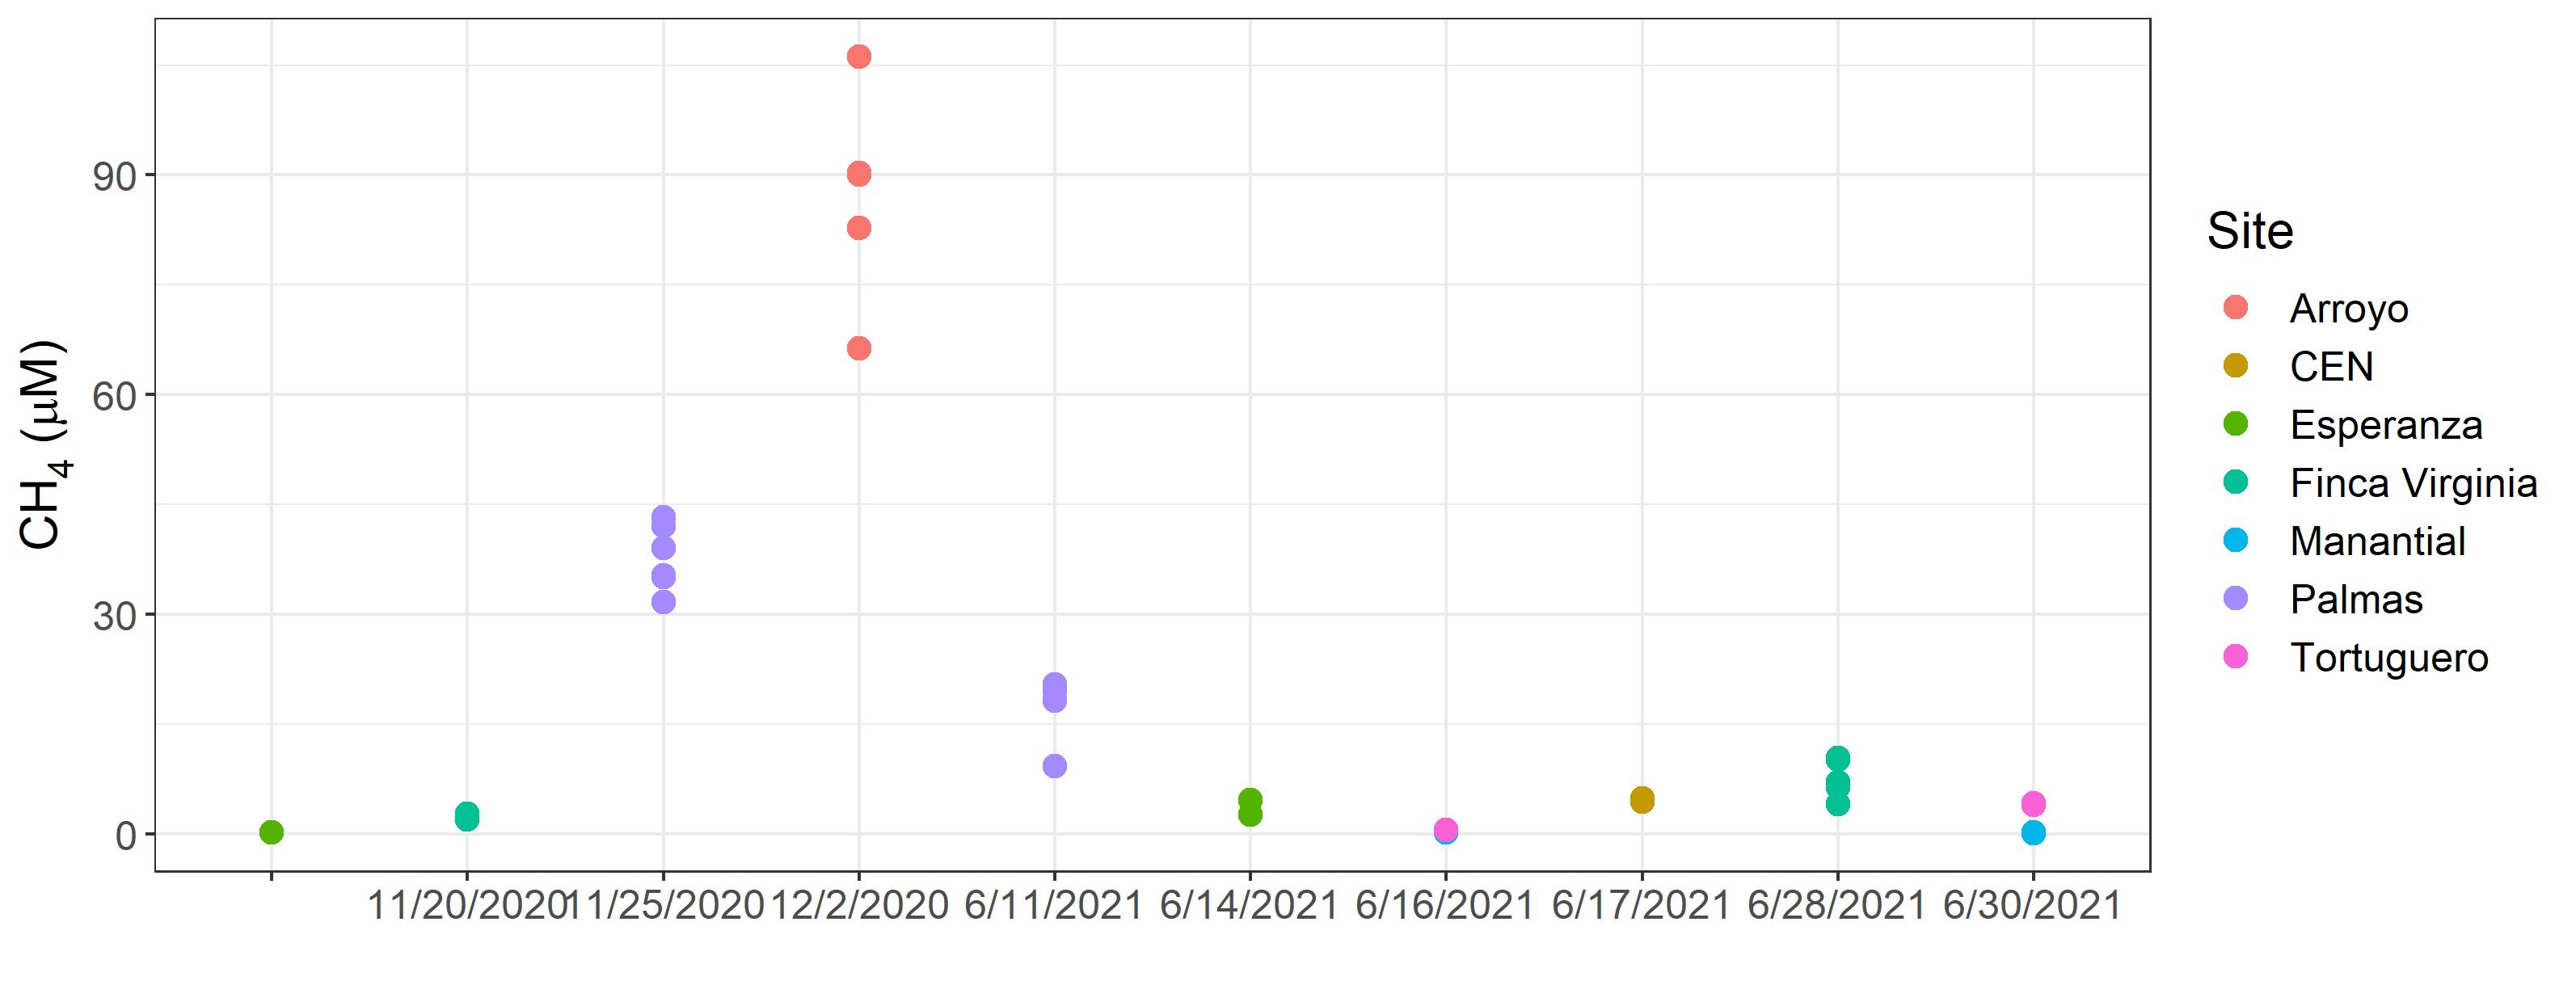 CH4 (μM)
90
60
30
0
11/20/2020 11/25/2020 12/2/2020 6/11/2021 6/14/2021 6/16/2021 6/17/2021 6/28/2021 6/30/2021
Site
Arroyo
CEN
Esperanza
Finca Virginia
Manantial
Palmas
Tortuguero